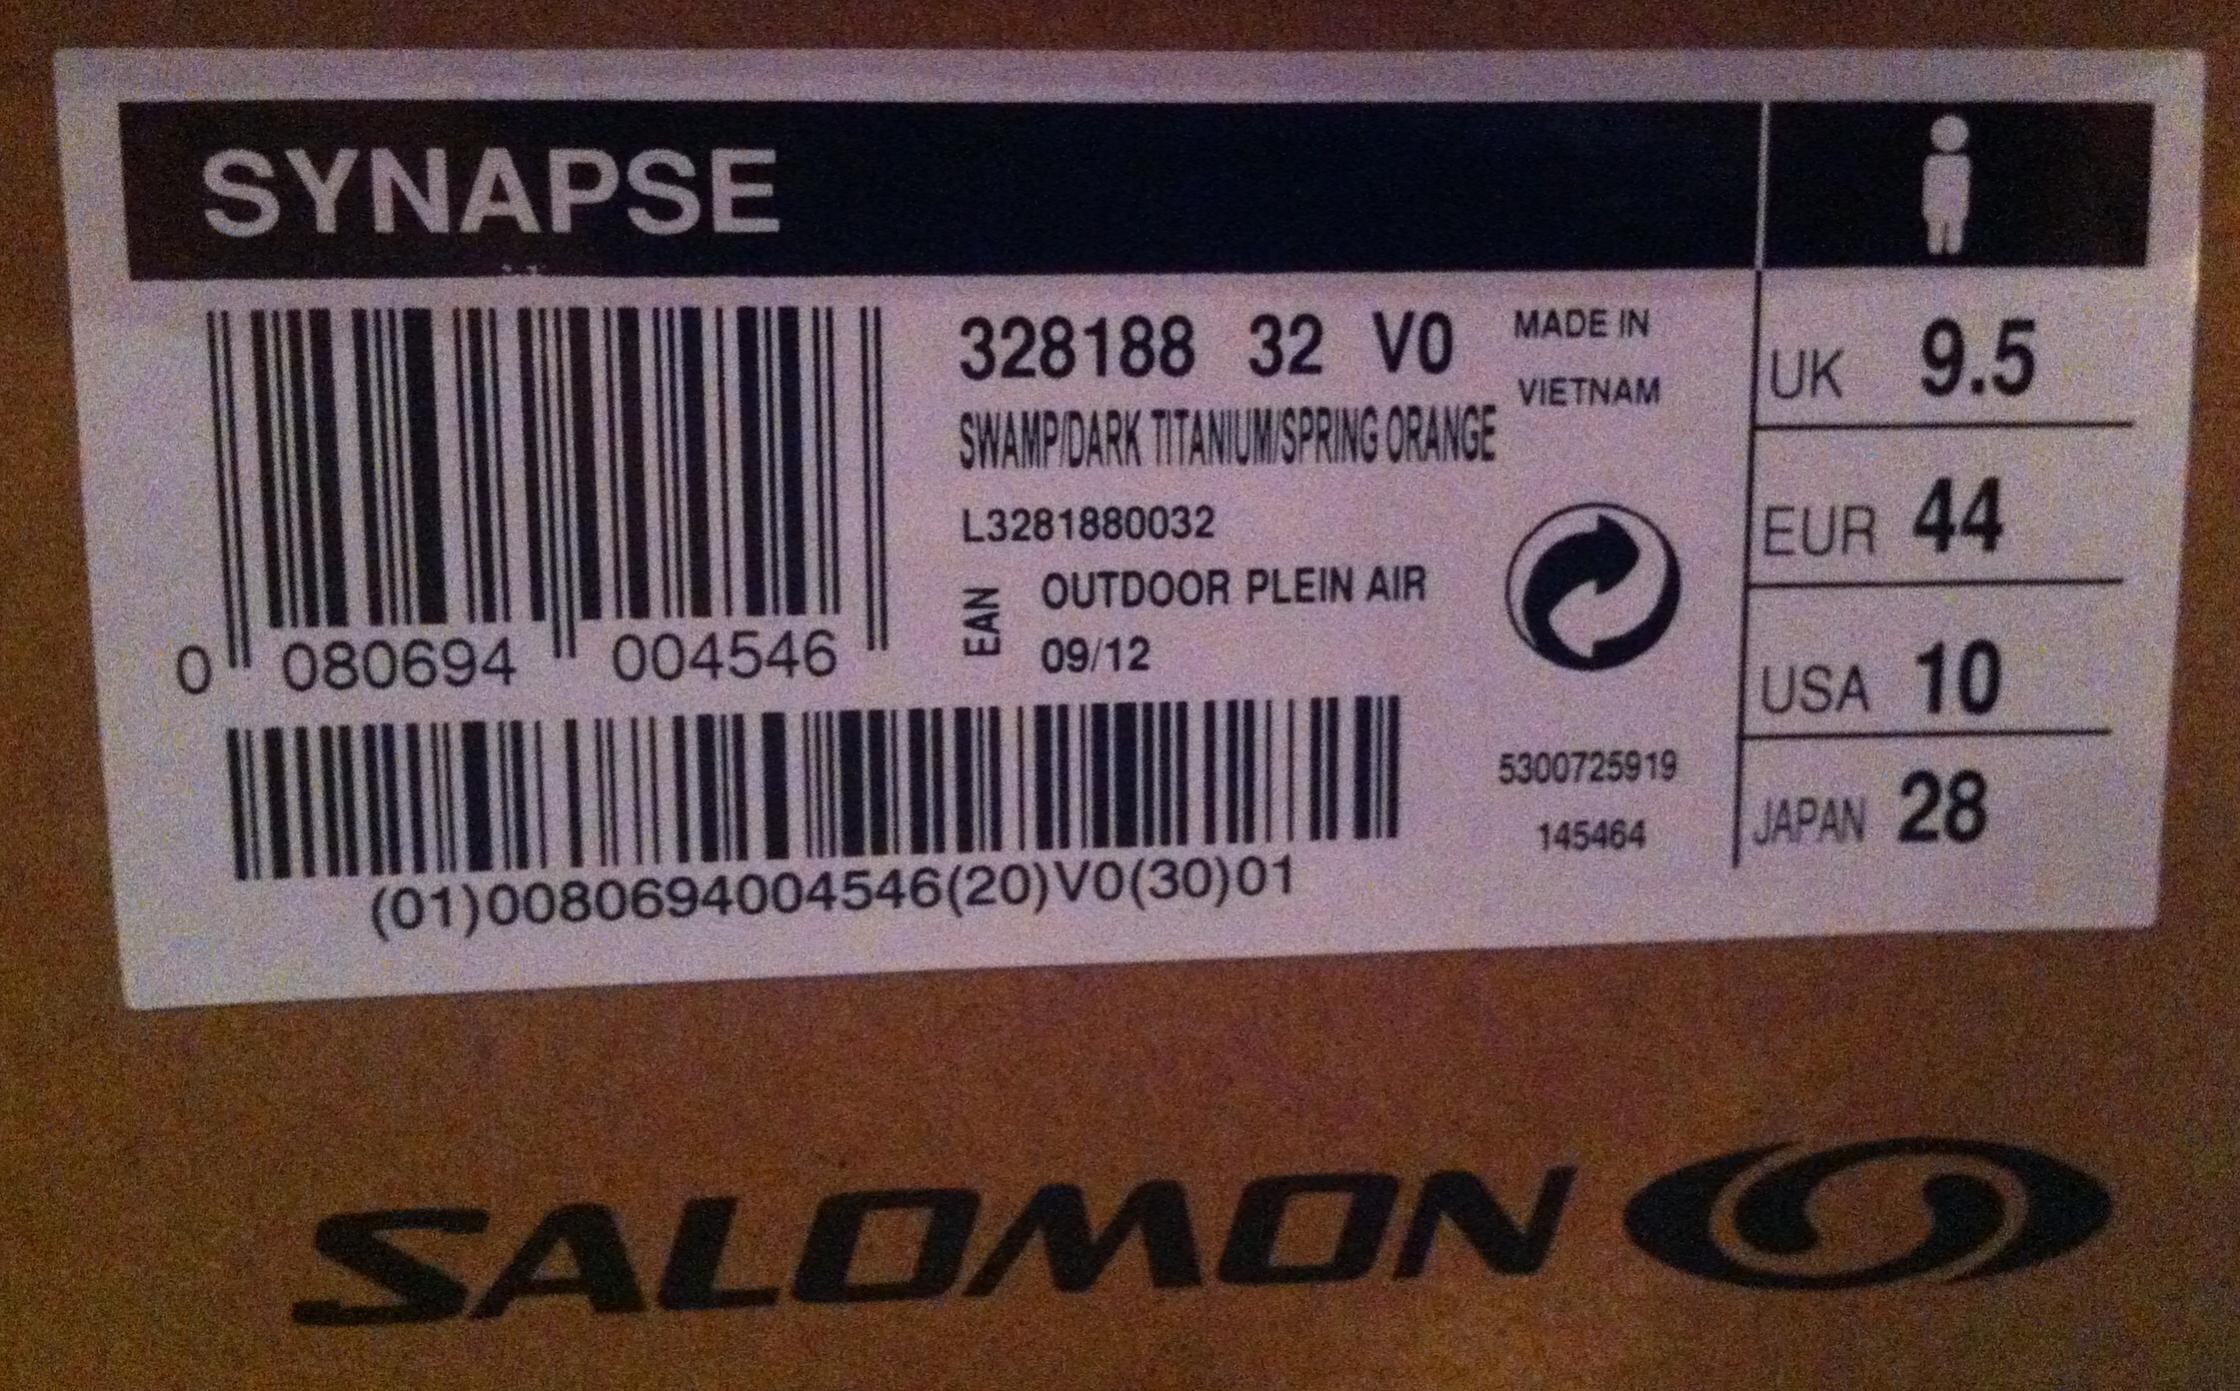 SYNAPSE
328188 32 V0
MADE IN
VIETNAM
SWAMP/DARK TITANIUM/SPRING ORANGE
L3281880032
EAN
OUTDOOR PLEIN AIR
09/12
0 080694 004546
(01)0080694004546(20)V0(30)01
5300725919
145464
UK 9.5
EUR 44
USA 10
JAPAN 28
SALOMON